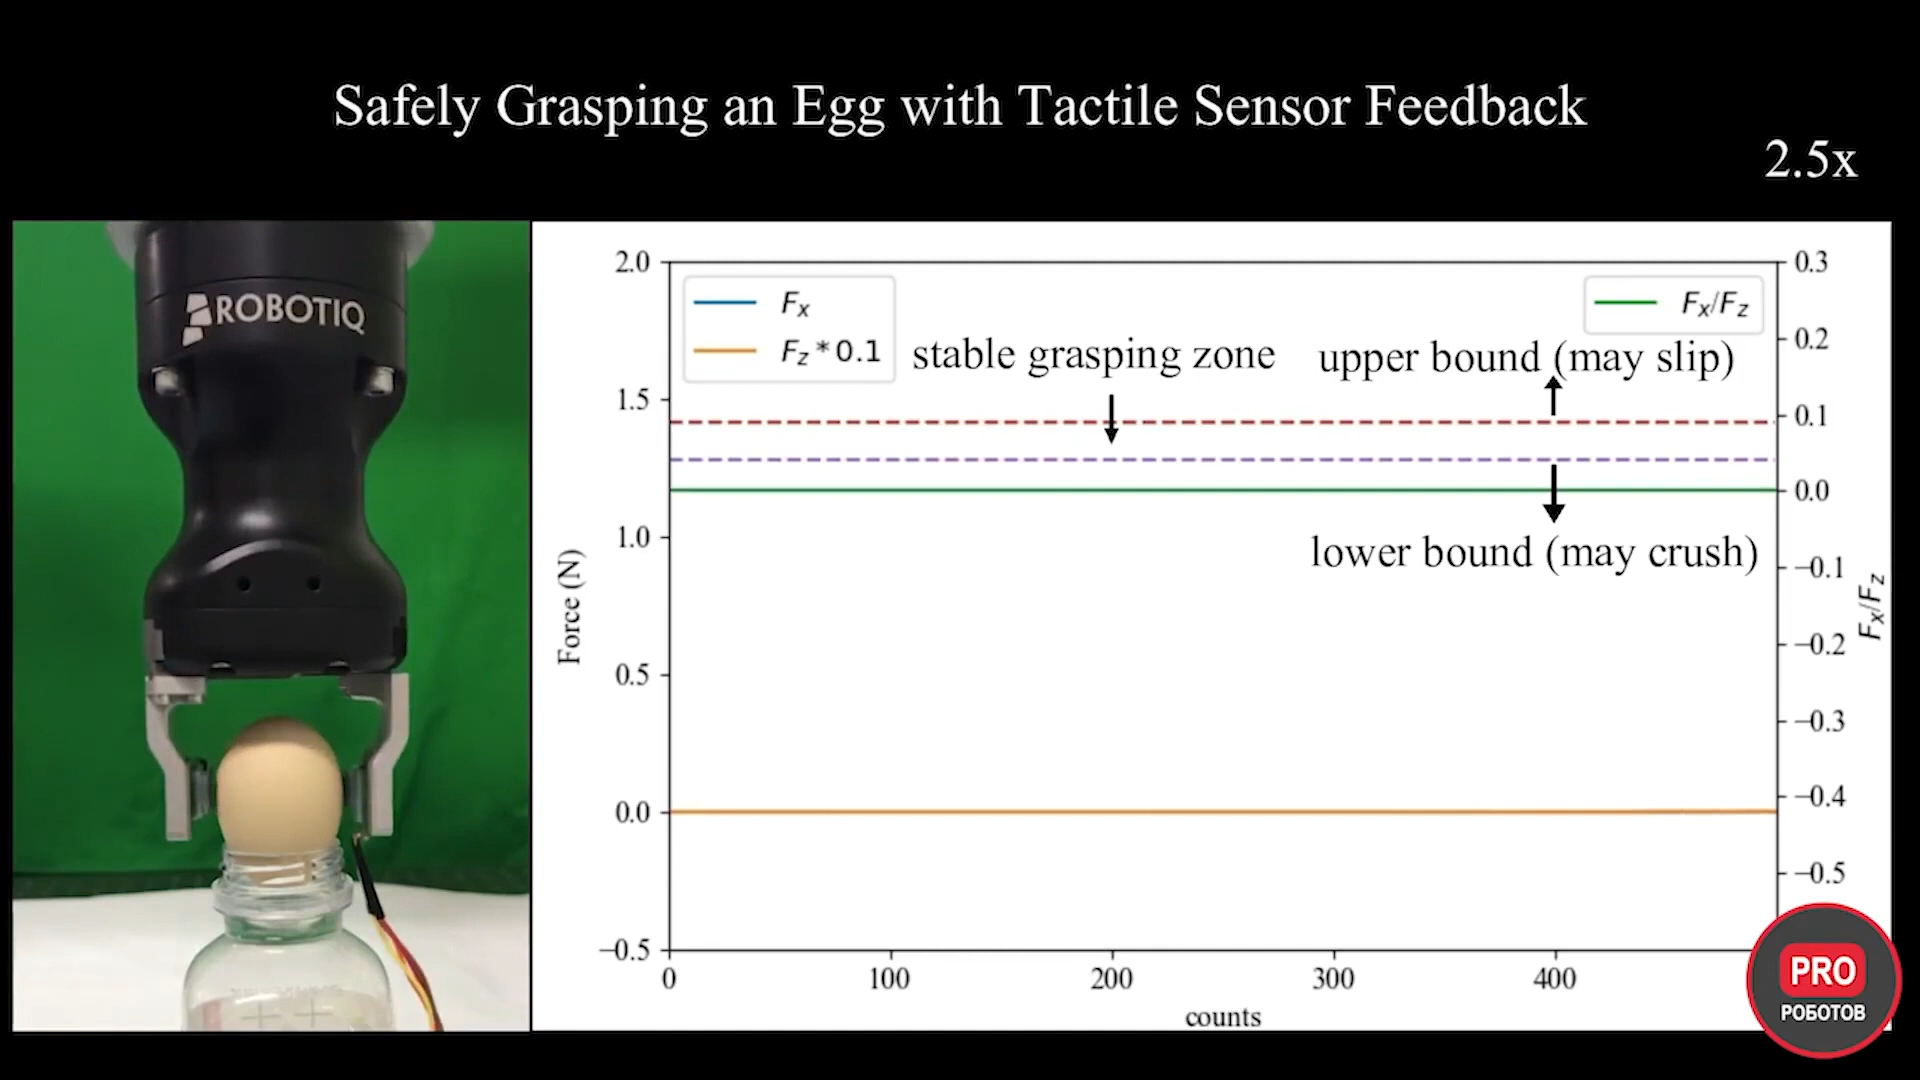 Safely Grasping an Egg with Tactile Sensor Feedback
2.5x
ROBOTIQ
2.0
1.5
1.0
0.5
0.0
−0.5
Force (N)
Fx
Fz * 0.1
stable grasping zone
upper bound (may slip)
lower bound (may crush)
Fx/Fz
0.3
0.2
0.1
0.0
−0.1
−0.2
−0.3
−0.4
−0.5
Fx/Fz
0 100 200 300 400
counts
PRO
РОБОТОВ